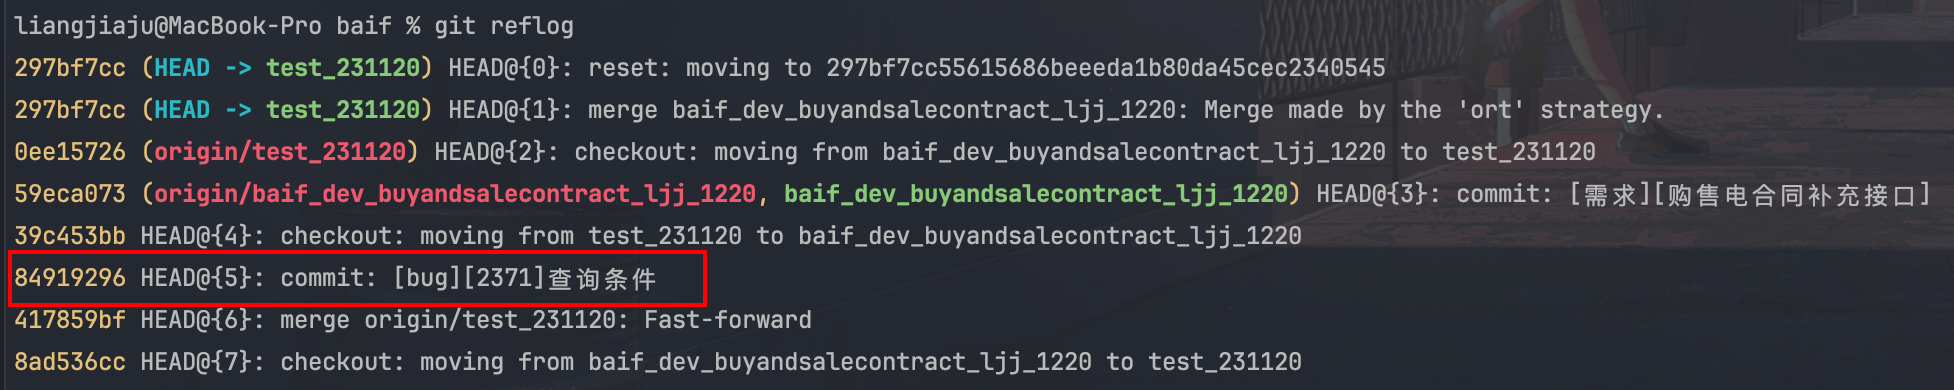 liangjiaju@MacBook-Pro baif % git reflog
297bf7cc (HEAD -> test_231120) HEAD@{0}: reset: moving to 297bf7cc55615686beeeda1b80da45cec2340545
297bf7cc (HEAD -> test_231120) HEAD@{1}: merge baif_dev_buyandsalecontract_ljj_1220: Merge made by the 'ort' strategy.
0ee15726 (origin/test_231120) HEAD@{2}: checkout: moving from baif_dev_buyandsalecontract_ljj_1220 to test_231120
59eca073 (origin/baif_dev_buyandsalecontract_ljj_1220, baif_dev_buyandsalecontract_ljj_1220) HEAD@{3}: commit: [需求][购售电合同补充接口]
39c453bb HEAD@{4}: checkout: moving from test_231120 to baif_dev_buyandsalecontract_ljj_1220
84919296 HEAD@{5}: commit: [bug][2371]查询条件
417859bf HEAD@{6}: merge origin/test_231120: Fast-forward
8ad536cc HEAD@{7}: checkout: moving from baif_dev_buyandsalecontract_ljj_1220 to test_231120